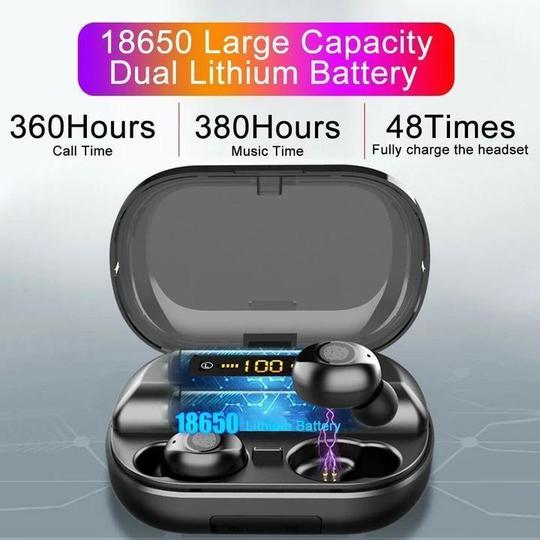 18650 Large Capacity
Dual Lithium Battery
360Hours
Call Time
380Hours
Music Time
48Times
Fully charge the headset
100
18650 Lithium Battery